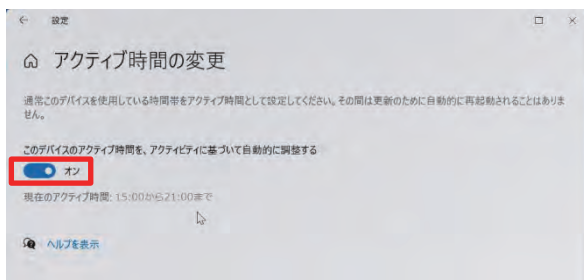 設定
アクティブ時間の変更
通常このデバイスを使用している時間帯をアクティブ時間として設定してください。その間は更新のために自動的に再起動されることはありま
せん。
このデバイスのアクティブ時間を、アクティビティに基づいて自動的に調整する
オン
現在のアクティブ時間: 15:00から21:00まで
ヘルプを表示